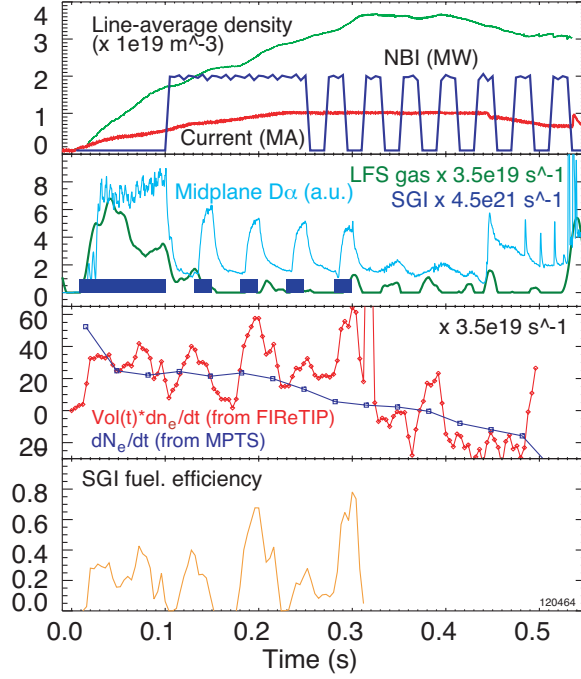 Line-average density
(x 1e19 m^-3)
NBI (MW)
Current (MA)
4
3
2
1
0
LFS gas x 3.5e19 s^-1
Midplane Dα (a.u.)
SGI x 4.5e21 s^-1
8
6
4
2
0
x 3.5e19 s^-1
60
40
20
0
20
Vol(t)*dne/dt (from FIReTIP)
dNe/dt (from MPTS)
SGI fuel. efficiency
0.8
0.6
0.4
0.2
0.0
120464
0.0 0.1 0.2 0.3 0.4 0.5
Time (s)